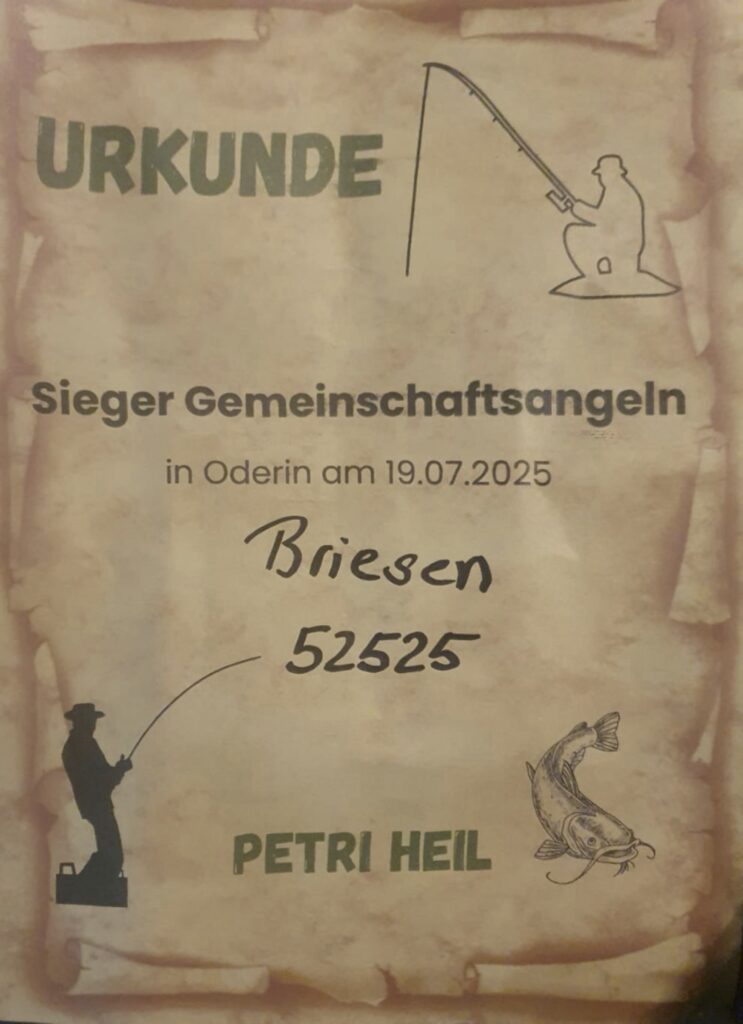 URKUNDE
Sieger Gemeinschaftsangeln
in Oderin am 19.07.2025
Briesen
52525
PETRI HEIL